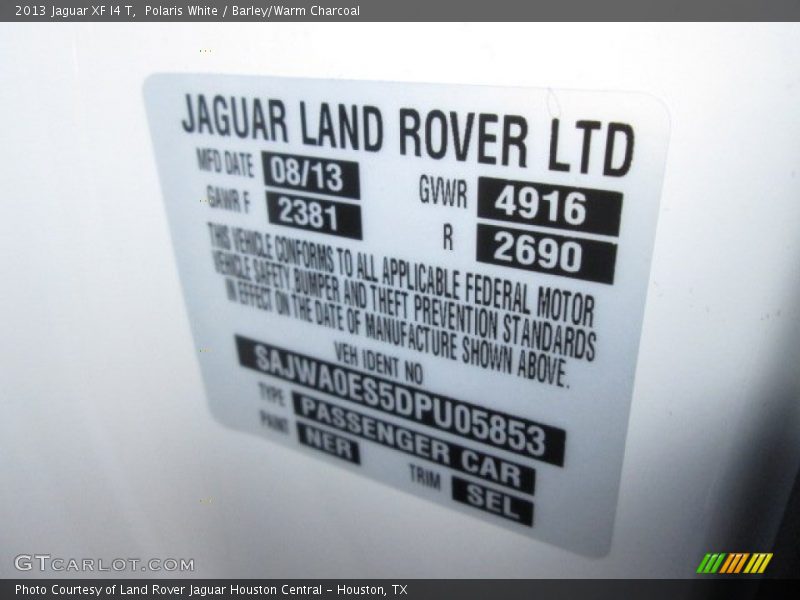 2013 Jaguar XF I4 T, Polaris White / Barley/Warm Charcoal
JAGUAR LAND ROVER LTD
MFD DATE 08/13 GVWR 4916
GAWR F 2381 R 2690
THIS VEHICLE CONFORMS TO ALL APPLICABLE FEDERAL MOTOR
VEHICLE SAFETY, BUMPER AND THEFT PREVENTION STANDARDS
IN EFFECT ON THE DATE OF MANUFACTURE SHOWN ABOVE.
VEH IDENT NO
SAJWA0ES5DPU05853
TYPE PASSENGER CAR
PAINT NER TRIM SEL
GTCARLOT.COM
Photo Courtesy of Land Rover Jaguar Houston Central - Houston, TX